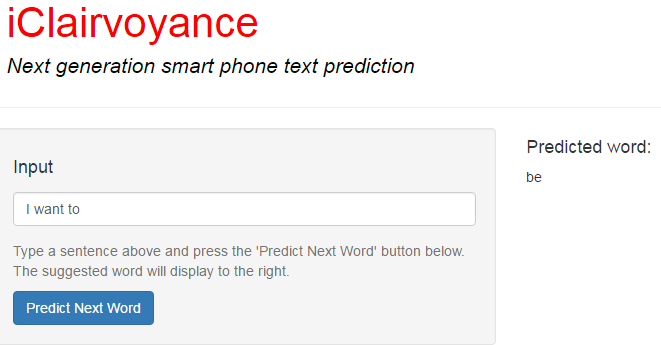 iClairvoyance
Next generation smart phone text prediction
Input
I want to
Type a sentence above and press the 'Predict Next Word' button below.
The suggested word will display to the right.
Predict Next Word
Predicted word:
be